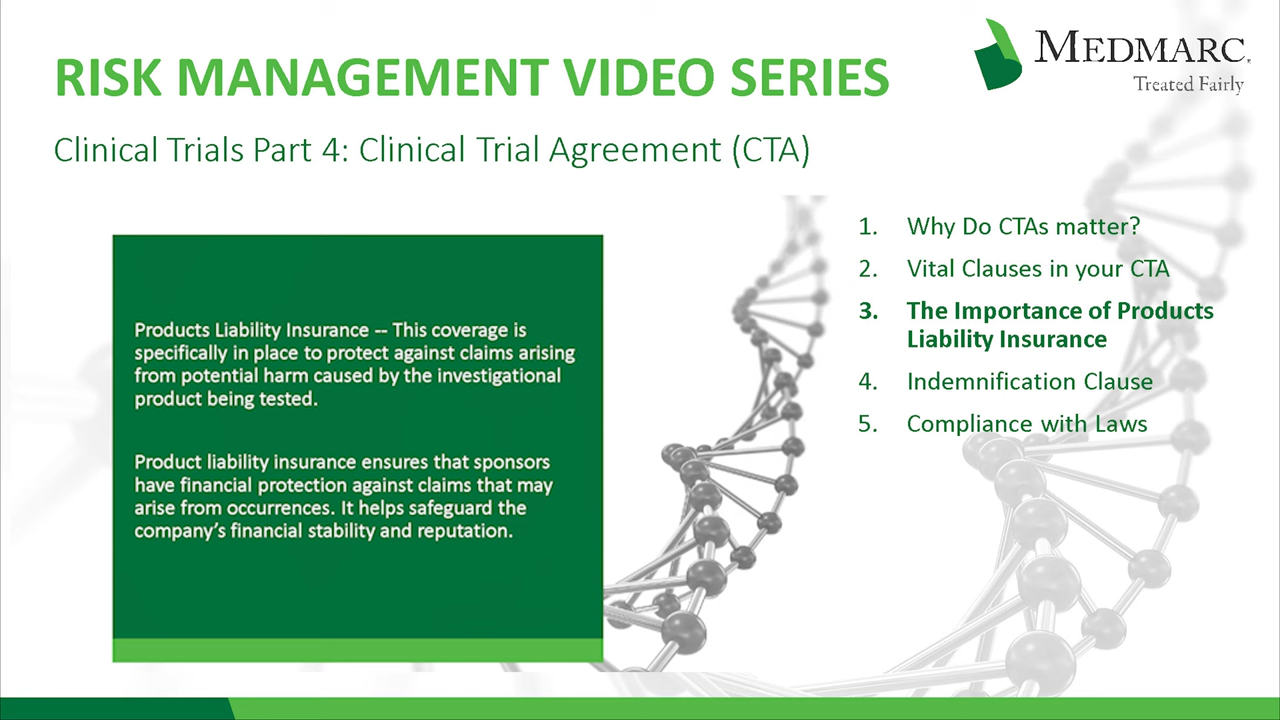 RISK MANAGEMENT VIDEO SERIES
MEDMARC
Treated Fairly
Clinical Trials Part 4: Clinical Trial Agreement (CTA)
Products Liability Insurance -- This coverage is
specifically in place to protect against claims arising
from potential harm caused by the investigational
product being tested.
Product liability insurance ensures that sponsors
have financial protection against claims that may
arise from occurrences. It helps safeguard the
company's financial stability and reputation.
1. Why Do CTAs matter?
2. Vital Clauses in your CTA
3. The Importance of Products
Liability Insurance
4. Indemnification Clause
5. Compliance with Laws